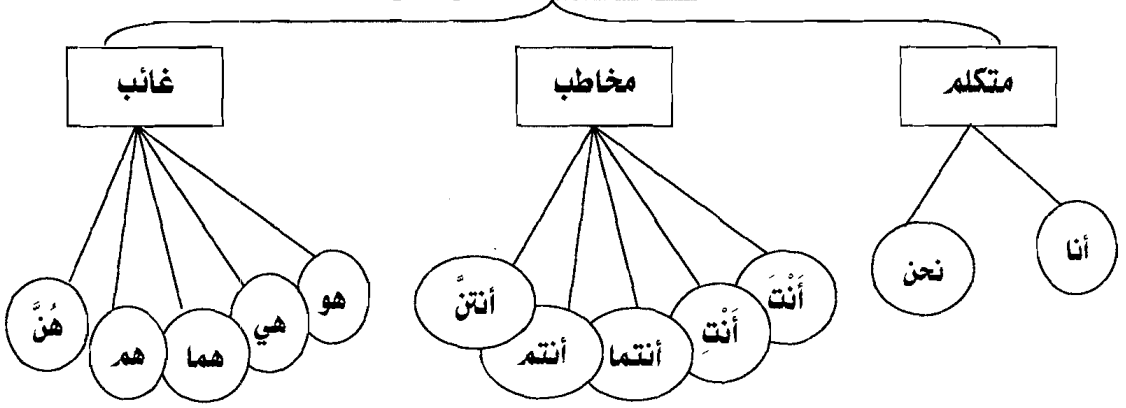 متكلم
مخاطب
غائب
أنا
نحن
أَنْتَ
أَنْتِ
أنتما
أنتم
أنتنَّ
هو
هي
هما
هم
هُنَّ